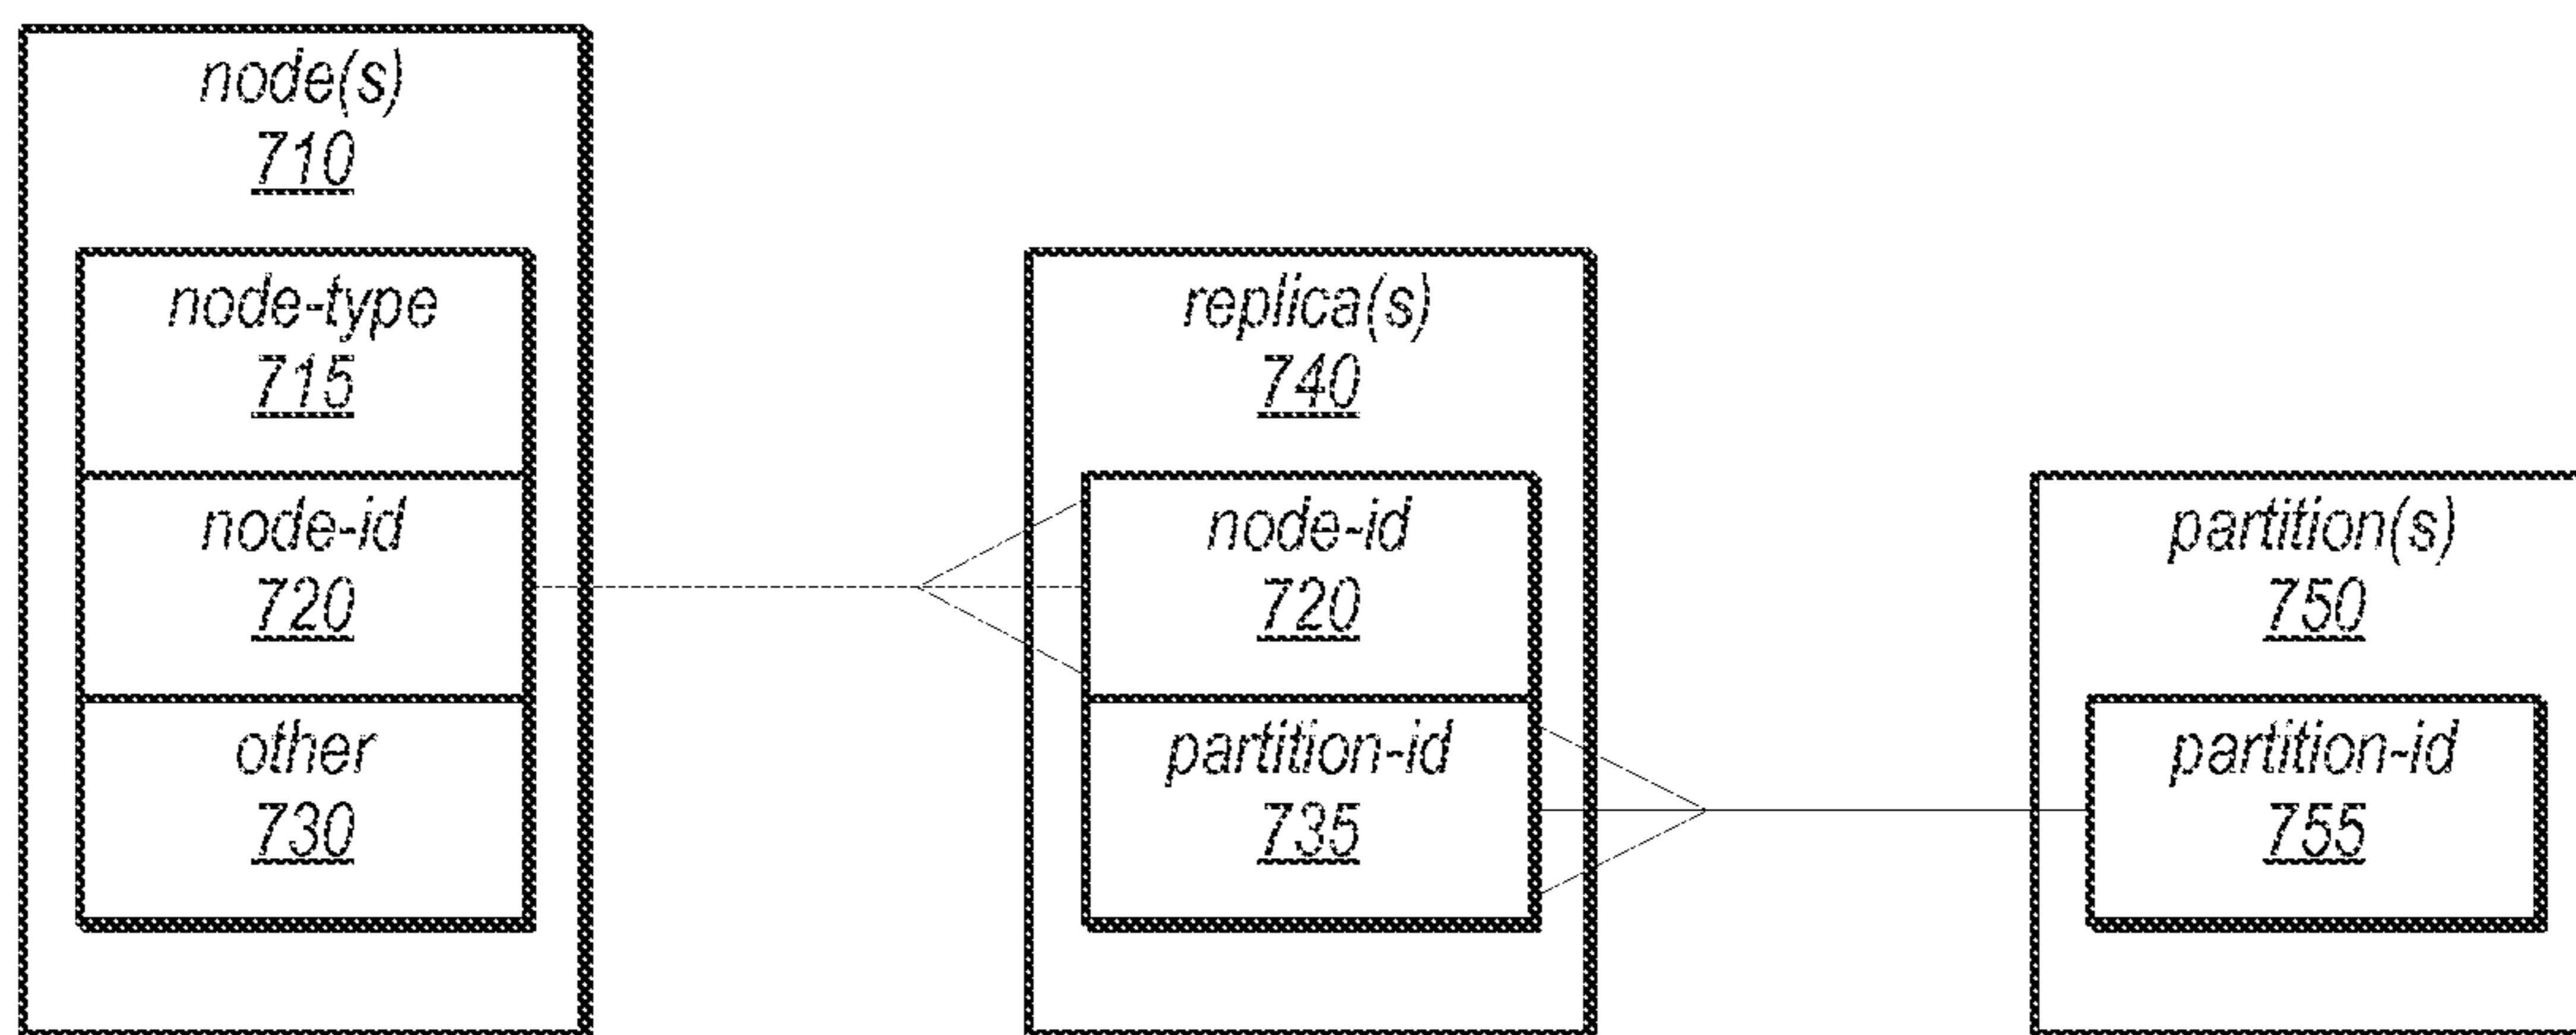 node(s)
710
node-type
715
node-id
720
other
730
replica(s)
740
node-id
720
partition-id
735
partition(s)
750
partition-id
755